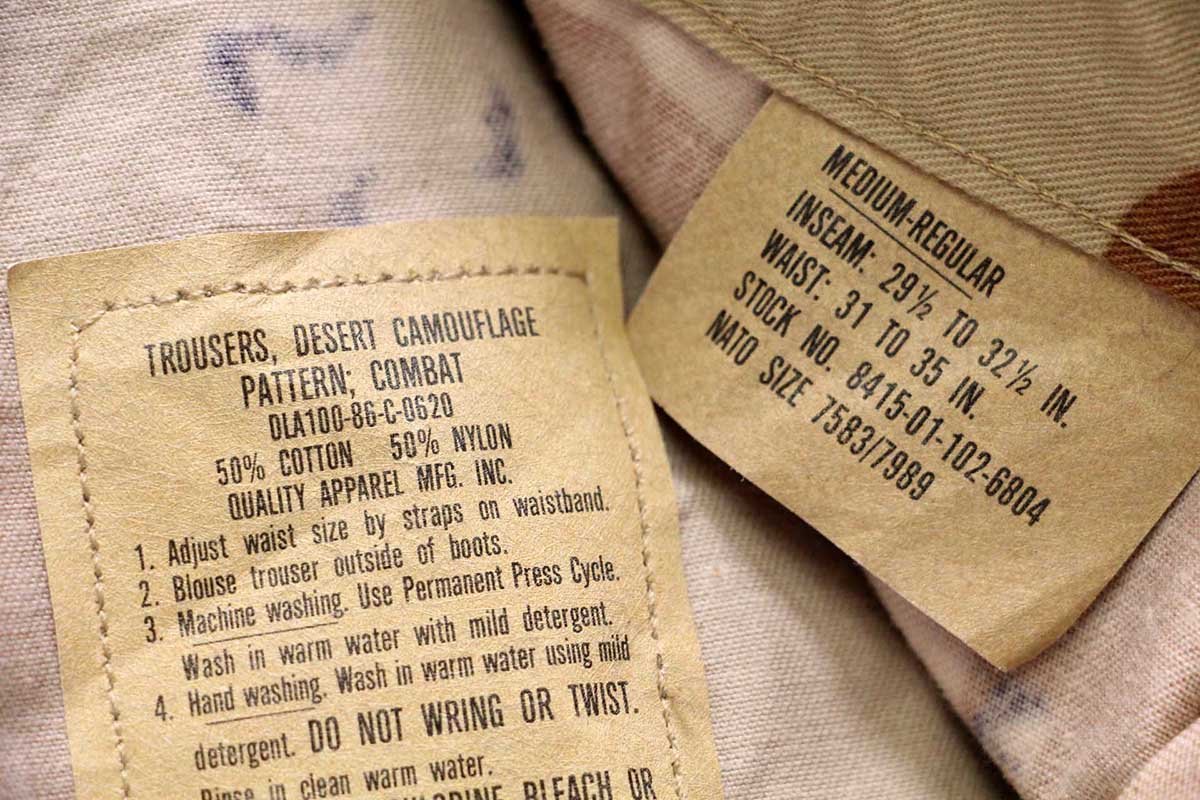 TROUSERS, DESERT CAMOUFLAGE
PATTERN; COMBAT
DLA100-86-C-0620
50% COTTON 50% NYLON
QUALITY APPAREL MFG. INC.
1. Adjust waist size by straps on waistband.
2. Blouse trouser outside of boots.
3. Machine washing. Use Permanent Press Cycle.
Wash in warm water with mild detergent.
4. Hand washing. Wash in warm water using mild
detergent. DO NOT WRING OR TWIST.
Rinse in clean warm water.
CHLORINE BLEACH OR
MEDIUM-REGULAR
INSEAM: 29½ TO 32½ IN.
WAIST: 31 TO 35 IN.
STOCK NO. 8415-01-102-6804
NATO SIZE 7583/7989